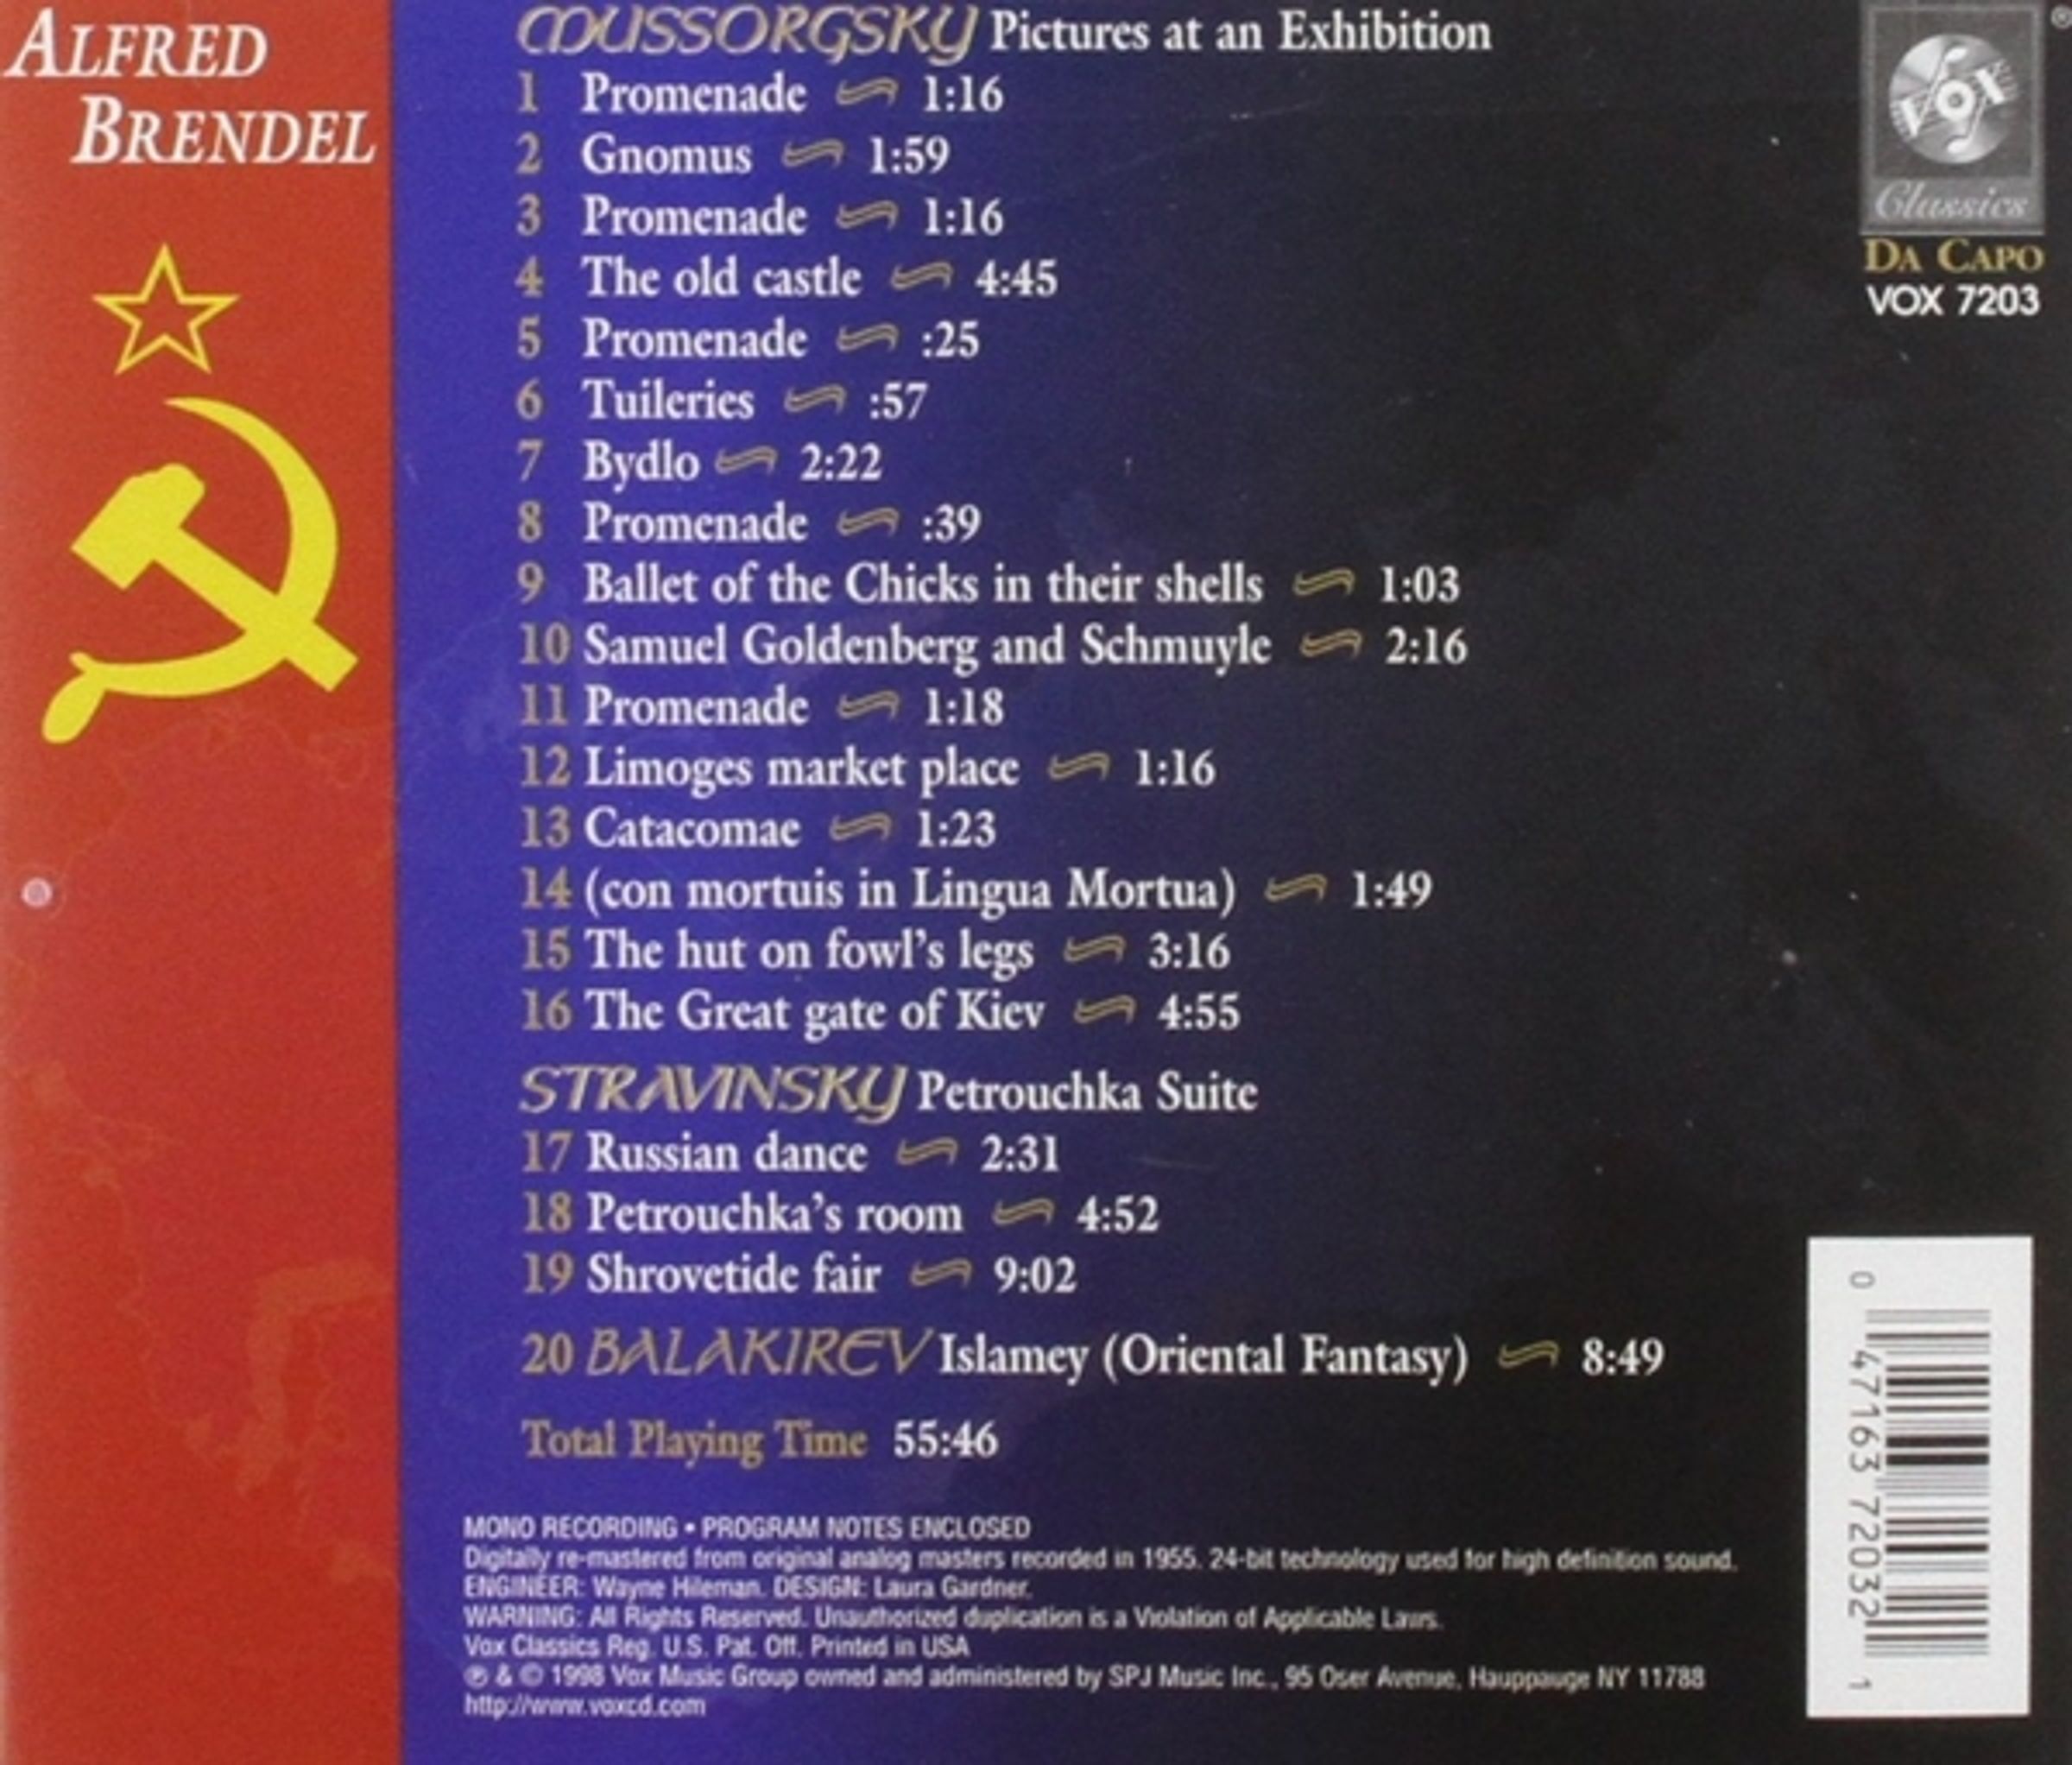 ALFRED
BRENDEL
MUSSORGSKY Pictures at an Exhibition
1 Promenade 1:16
2 Gnomus 1:59
3 Promenade 1:16
4 The old castle 4:45
5 Promenade :25
6 Tuileries :57
7 Bydlo 2:22
8 Promenade :39
9 Ballet of the Chicks in their shells 1:03
10 Samuel Goldenberg and Schmuyle 2:16
11 Promenade 1:18
12 Limoges market place 1:16
13 Catacomae 1:23
14 (con mortuis in Lingua Mortua) 1:49
15 The hut on fowl's legs 3:16
16 The Great gate of Kiev 4:55
STRAVINSKY Petrouchka Suite
17 Russian dance 2:31
18 Petrouchka's room 4:52
19 Shrovetide fair 9:02
20 BALAKIREV Islamey (Oriental Fantasy) 8:49
Total Playing Time 55:46
MONO RECORDING • PROGRAM NOTES ENCLOSED
Digitally re-mastered from original analog masters recorded in 1955. 24-bit technology used for high definition sound.
ENGINEER: Wayne Hileman. DESIGN: Laura Gardner.
WARNING: All Rights Reserved. Unauthorized duplication is a Violation of Applicable Laws.
Vox Classics Reg. U.S. Pat. Off. Printed in USA
℗ & © 1998 Vox Music Group owned and administered by SPJ Music Inc., 95 Oser Avenue, Hauppauge NY 11788
http://www.voxcd.com
VOX
Classics
DA CAPO
VOX 7203
0 47163 72032 1